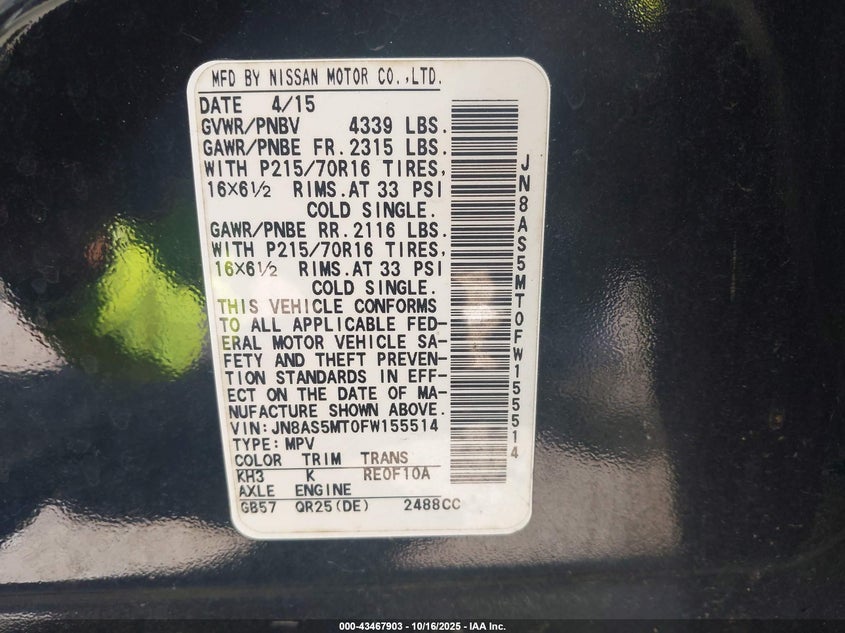 MFD BY NISSAN MOTOR CO.,LTD.
DATE 4/15
GVWR/PNBV 4339 LBS.
GAWR/PNBE FR.2315 LBS.
WITH P215/70R16 TIRES,
16X6½ RIMS.AT 33 PSI
COLD SINGLE.
GAWR/PNBE RR.2116 LBS.
WITH P215/70R16 TIRES,
16X6½ RIMS.AT 33 PSI
COLD SINGLE.
THIS VEHICLE CONFORMS
TO ALL APPLICABLE FED-
ERAL MOTOR VEHICLE SA-
FETY AND THEFT PREVEN-
TION STANDARDS IN EFF-
ECT ON THE DATE OF MA-
NUFACTURE SHOWN ABOVE.
VIN:JN8AS5MT0FW155514
TYPE:MPV
COLOR TRIM TRANS
KH3 K RE0F10A
AXLE ENGINE
GB57 QR25(DE) 2488CC
JN8AS5MT0FW155514
000-43467903 - 10/16/2025 - IAA Inc.